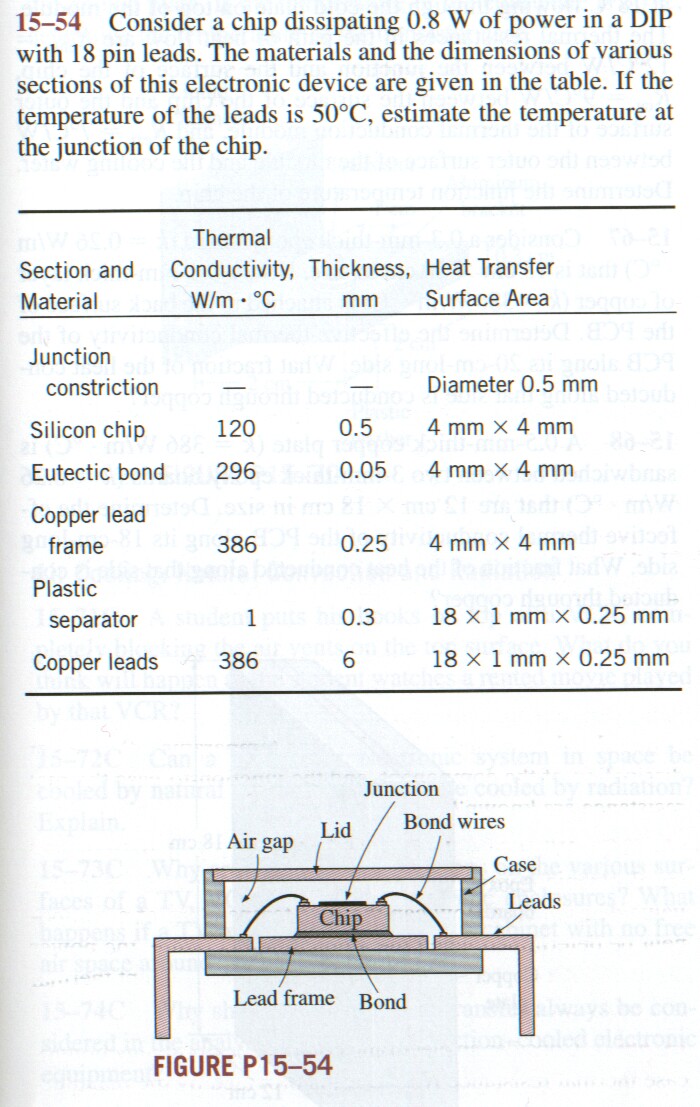 15–54 Consider a chip dissipating 0.8 W of power in a DIP
with 18 pin leads. The materials and the dimensions of various
sections of this electronic device are given in the table. If the
temperature of the leads is 50°C, estimate the temperature at
the junction of the chip.
Thermal
Section and Conductivity, Thickness, Heat Transfer
Material W/m · °C mm Surface Area
Junction
constriction — — Diameter 0.5 mm
Silicon chip 120 0.5 4 mm × 4 mm
Eutectic bond 296 0.05 4 mm × 4 mm
Copper lead
frame 386 0.25 4 mm × 4 mm
Plastic
separator 1 0.3 18 × 1 mm × 0.25 mm
Copper leads 386 6 18 × 1 mm × 0.25 mm
Junction
Bond wires
Lid
Air gap
Case
Leads
Chip
Lead frame Bond
FIGURE P15–54